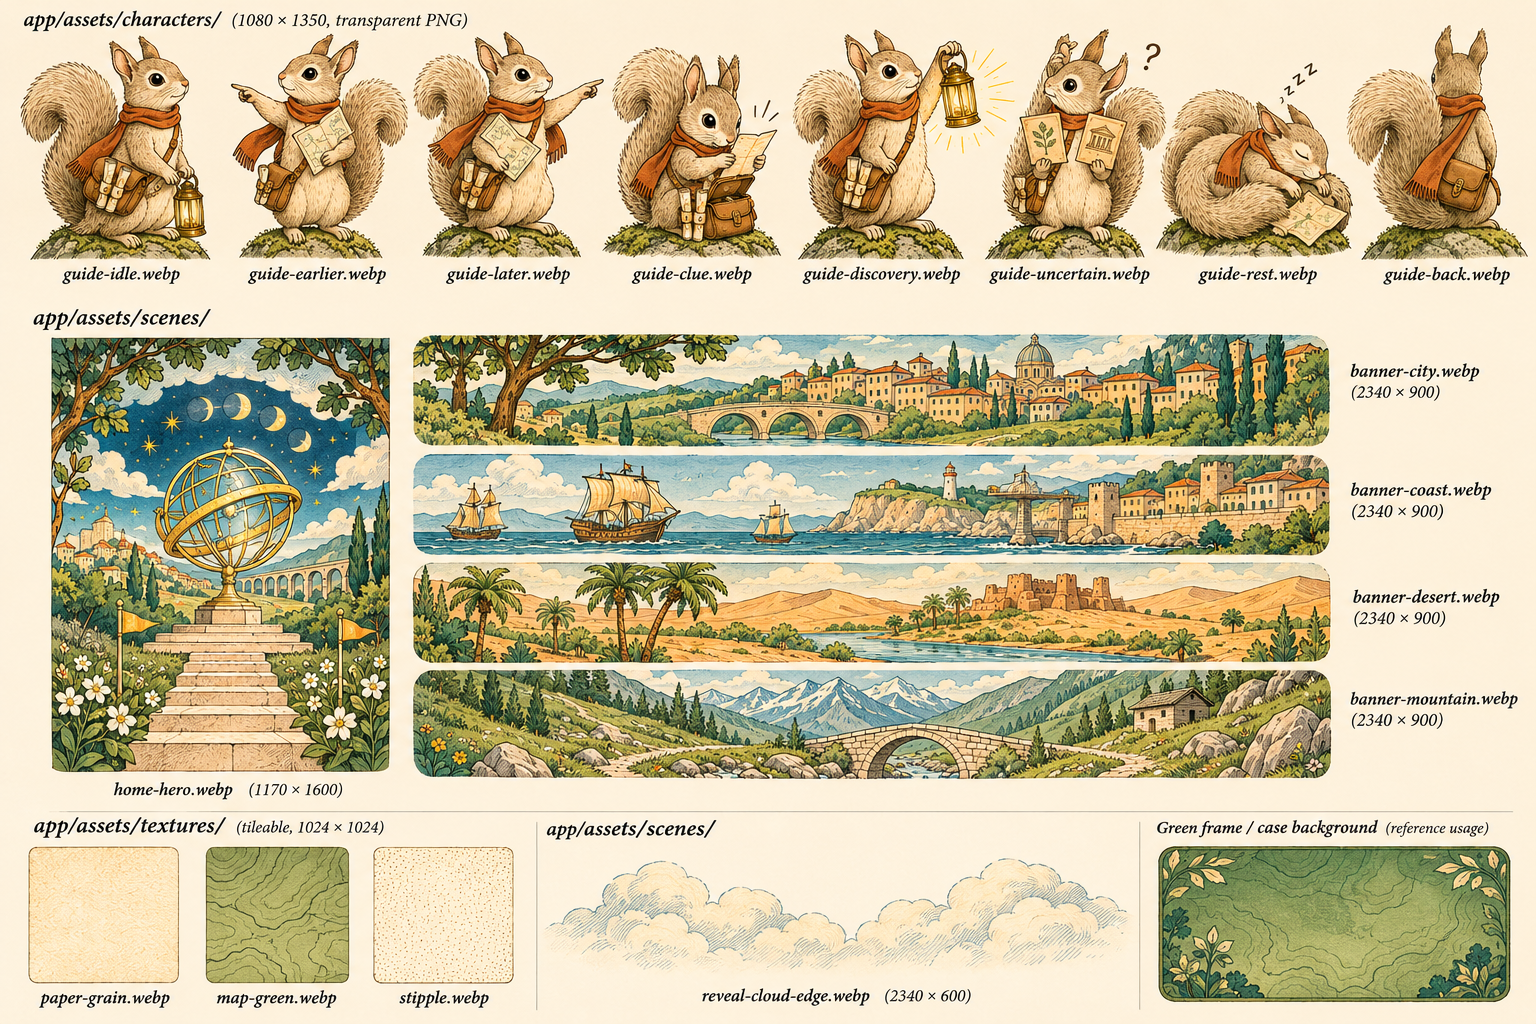 app/assets/characters/ (1080 × 1350, transparent PNG)
?
zzzz
guide-idle.webp
guide-earlier.webp
guide-later.webp
guide-clue.webp
guide-discovery.webp
guide-uncertain.webp
guide-rest.webp
guide-back.webp
app/assets/scenes/
banner-city.webp
(2340 × 900)
banner-coast.webp
(2340 × 900)
banner-desert.webp
(2340 × 900)
banner-mountain.webp
(2340 × 900)
home-hero.webp (1170 × 1600)
app/assets/textures/ (tileable, 1024 × 1024)
paper-grain.webp
map-green.webp
stipple.webp
app/assets/scenes/
reveal-cloud-edge.webp (2340 × 600)
Green frame / case background (reference usage)